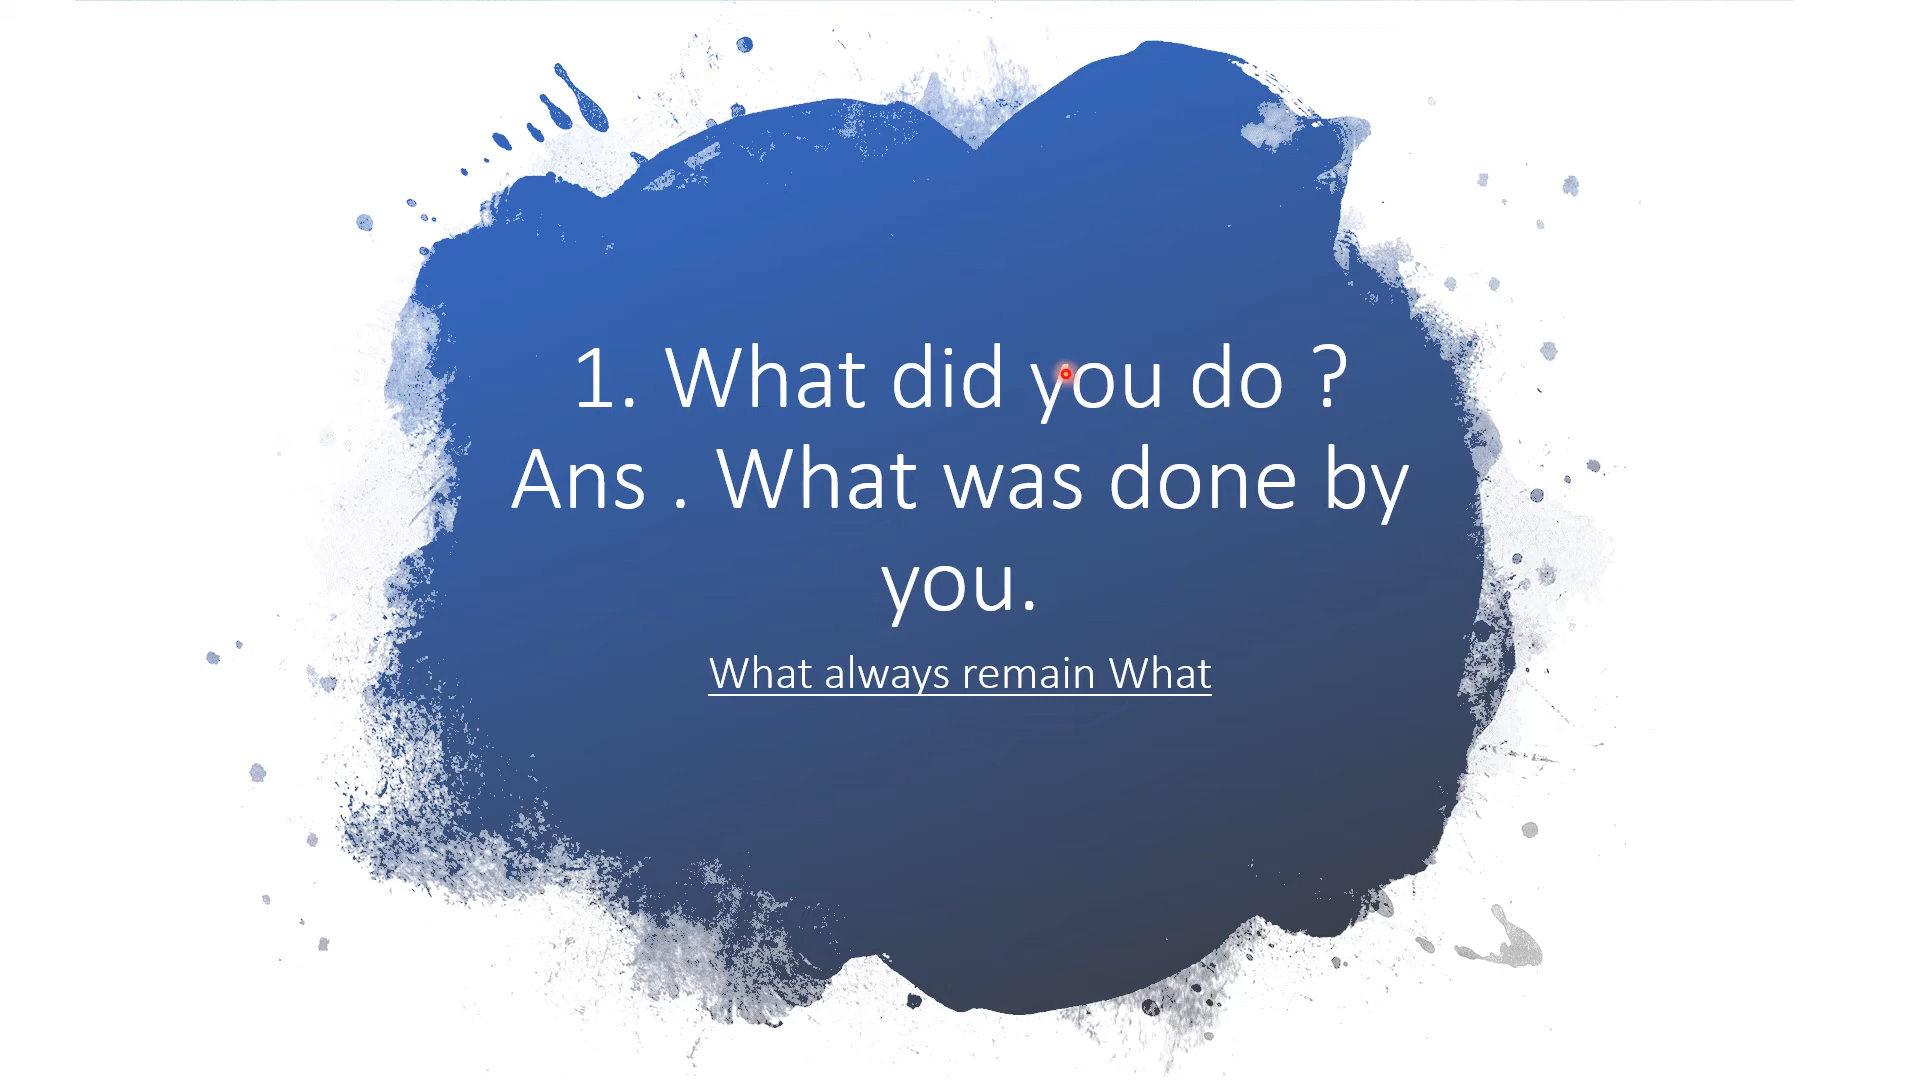 1. What did you do ?
Ans . What was done by
you.
What always remain What